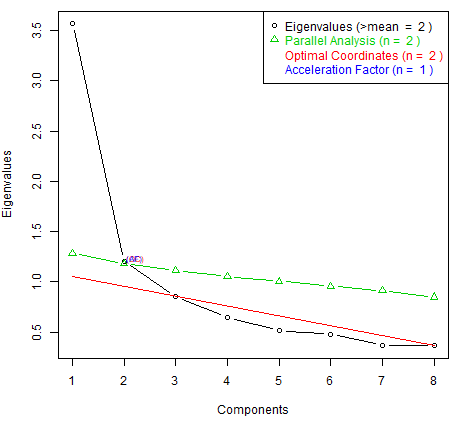 Eigenvalues (>mean = 2 )
Parallel Analysis (n = 2 )
Optimal Coordinates (n = 2 )
Acceleration Factor (n = 1 )
3.5
3.0
2.5
2.0
1.5
1.0
0.5
Eigenvalues
1 2 3 4 5 6 7 8
Components